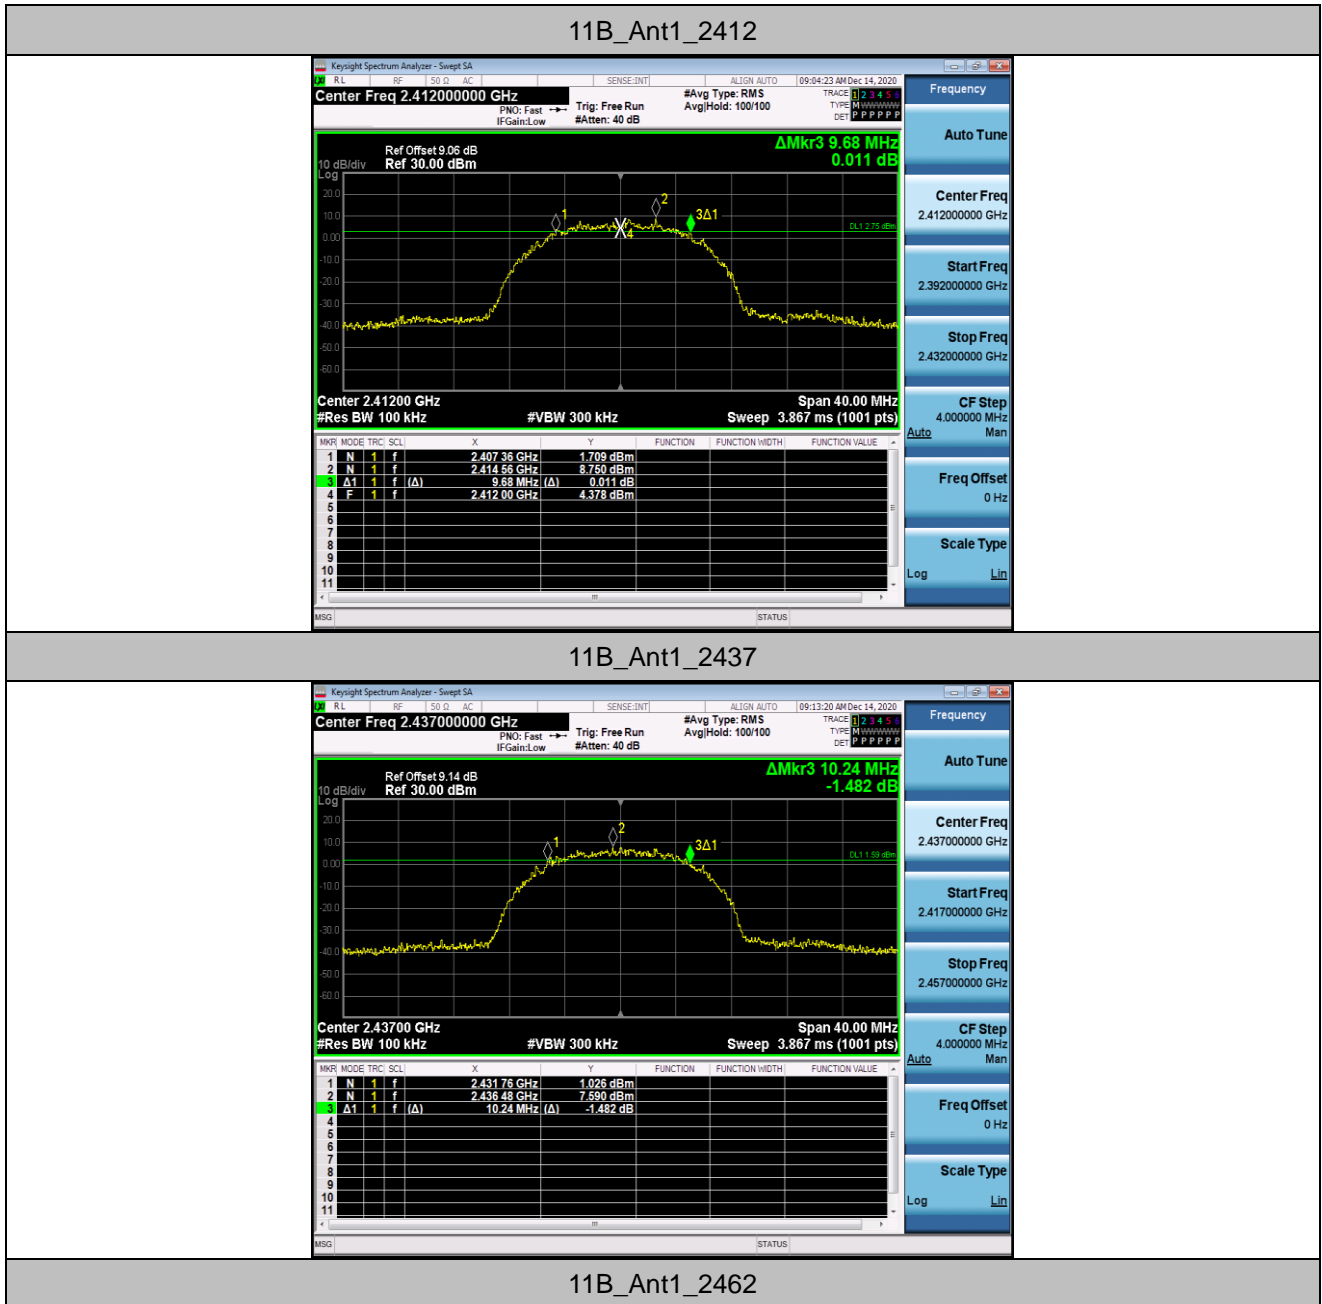 11B_Ant1_2412
Keysight Spectrum Analyzer - Swept SA
RL RF 50 Ω AC SENSE:INT ALIGN AUTO 09:04:23 AM Dec 14, 2020
Center Freq 2.412000000 GHz
PNO: Fast
IFGain:Low
Trig: Free Run
#Atten: 40 dB
#Avg Type: RMS
Avg|Hold: 100/100
TRACE 1 2 3 4 5 6
TYPE M
DET P P P P P P
Frequency
Auto Tune
Center Freq
2.412000000 GHz
Start Freq
2.392000000 GHz
Stop Freq
2.432000000 GHz
CF Step
4.000000 MHz
Auto Man
Freq Offset
0 Hz
Scale Type
Log Lin
ΔMkr3 9.68 MHz
0.011 dB
Ref Offset 9.06 dB
10 dB/div Ref 30.00 dBm
Log
20.0
10.0
0.00
-10.0
-20.0
-30.0
-40.0
-50.0
-60.0
1
2
3Δ1
4
DL1 2.75 dBm
Center 2.41200 GHz Span 40.00 MHz
#Res BW 100 kHz #VBW 300 kHz Sweep 3.867 ms (1001 pts)
MKR MODE TRC SCL X Y FUNCTION FUNCTION WIDTH FUNCTION VALUE
1 N 1 f 2.407 36 GHz 1.709 dBm
2 N 1 f 2.414 56 GHz 8.750 dBm
3 Δ1 1 f (Δ) 9.68 MHz (Δ) 0.011 dB
4 F 1 f 2.412 00 GHz 4.378 dBm
5
6
7
8
9
10
11
MSG STATUS
11B_Ant1_2437
Keysight Spectrum Analyzer - Swept SA
RL RF 50 Ω AC SENSE:INT ALIGN AUTO 09:13:20 AM Dec 14, 2020
Center Freq 2.437000000 GHz
PNO: Fast
IFGain:Low
Trig: Free Run
#Atten: 40 dB
#Avg Type: RMS
Avg|Hold: 100/100
TRACE 1 2 3 4 5 6
TYPE M
DET P P P P P P
Frequency
Auto Tune
Center Freq
2.437000000 GHz
Start Freq
2.417000000 GHz
Stop Freq
2.457000000 GHz
CF Step
4.000000 MHz
Auto Man
Freq Offset
0 Hz
Scale Type
Log Lin
ΔMkr3 10.24 MHz
-1.482 dB
Ref Offset 9.14 dB
10 dB/div Ref 30.00 dBm
Log
20.0
10.0
0.00
-10.0
-20.0
-30.0
-40.0
-50.0
-60.0
1
2
3Δ1
DL1 1.59 dBm
Center 2.43700 GHz Span 40.00 MHz
#Res BW 100 kHz #VBW 300 kHz Sweep 3.867 ms (1001 pts)
MKR MODE TRC SCL X Y FUNCTION FUNCTION WIDTH FUNCTION VALUE
1 N 1 f 2.431 76 GHz 1.026 dBm
2 N 1 f 2.436 48 GHz 7.590 dBm
3 Δ1 1 f (Δ) 10.24 MHz (Δ) -1.482 dB
4
5
6
7
8
9
10
11
MSG STATUS
11B_Ant1_2462